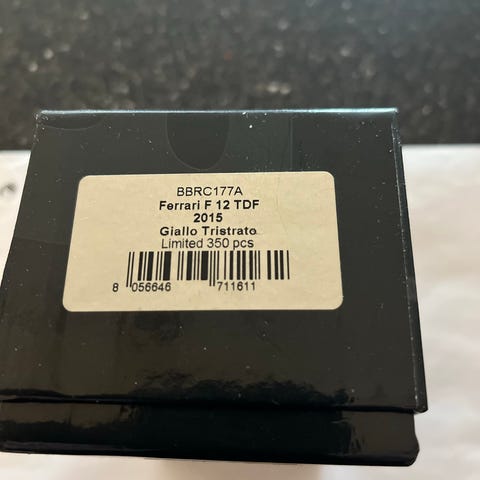 BBRC177A
Ferrari F 12 TDF
2015
Giallo Tristrato
Limited 350 pcs
8 056646 711611